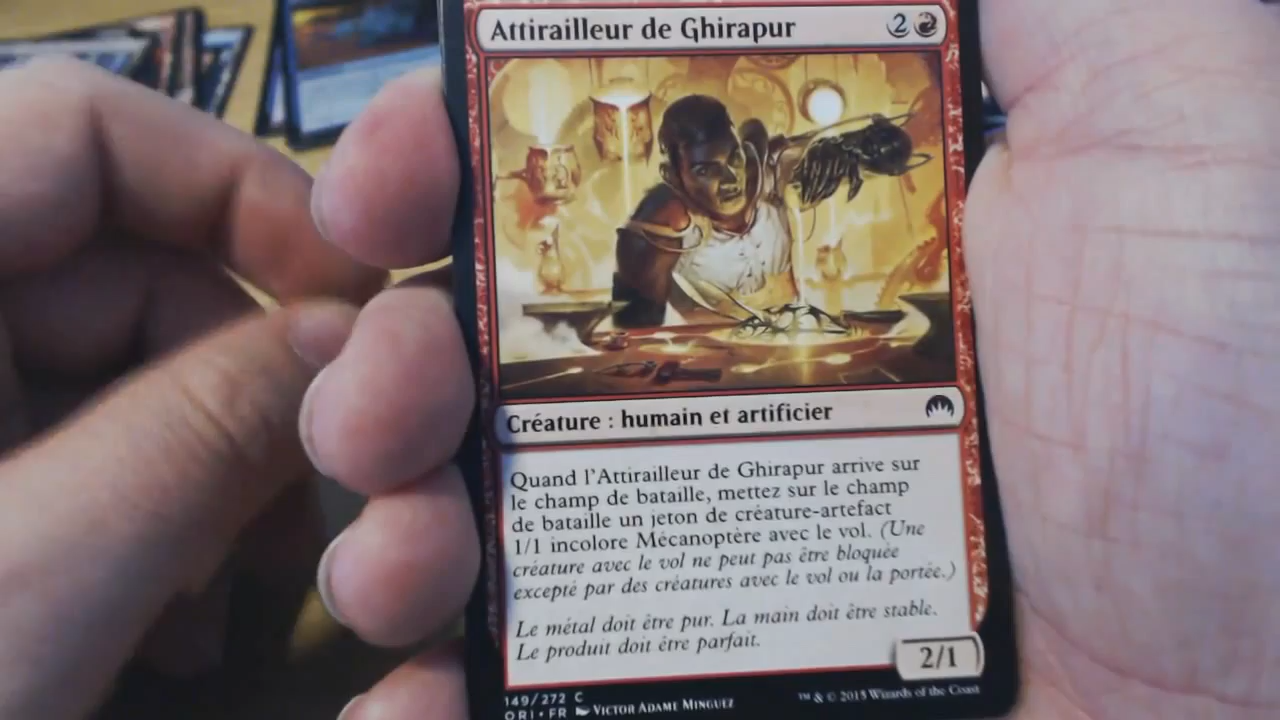 Attirailleur de Ghirapur 2
Créature : humain et artificier
Quand l'Attirailleur de Ghirapur arrive sur
le champ de bataille, mettez sur le champ
de bataille un jeton de créature-artefact
1/1 incolore Mécanoptère avec le vol. (Une
créature avec le vol ne peut pas être bloquée
excepté par des créatures avec le vol ou la portée.)
Le métal doit être pur. La main doit être stable.
Le produit doit être parfait.
2/1
149/272 C
ORI • FR Victor Adame Minguez
™ & © 2015 Wizards of the Coast